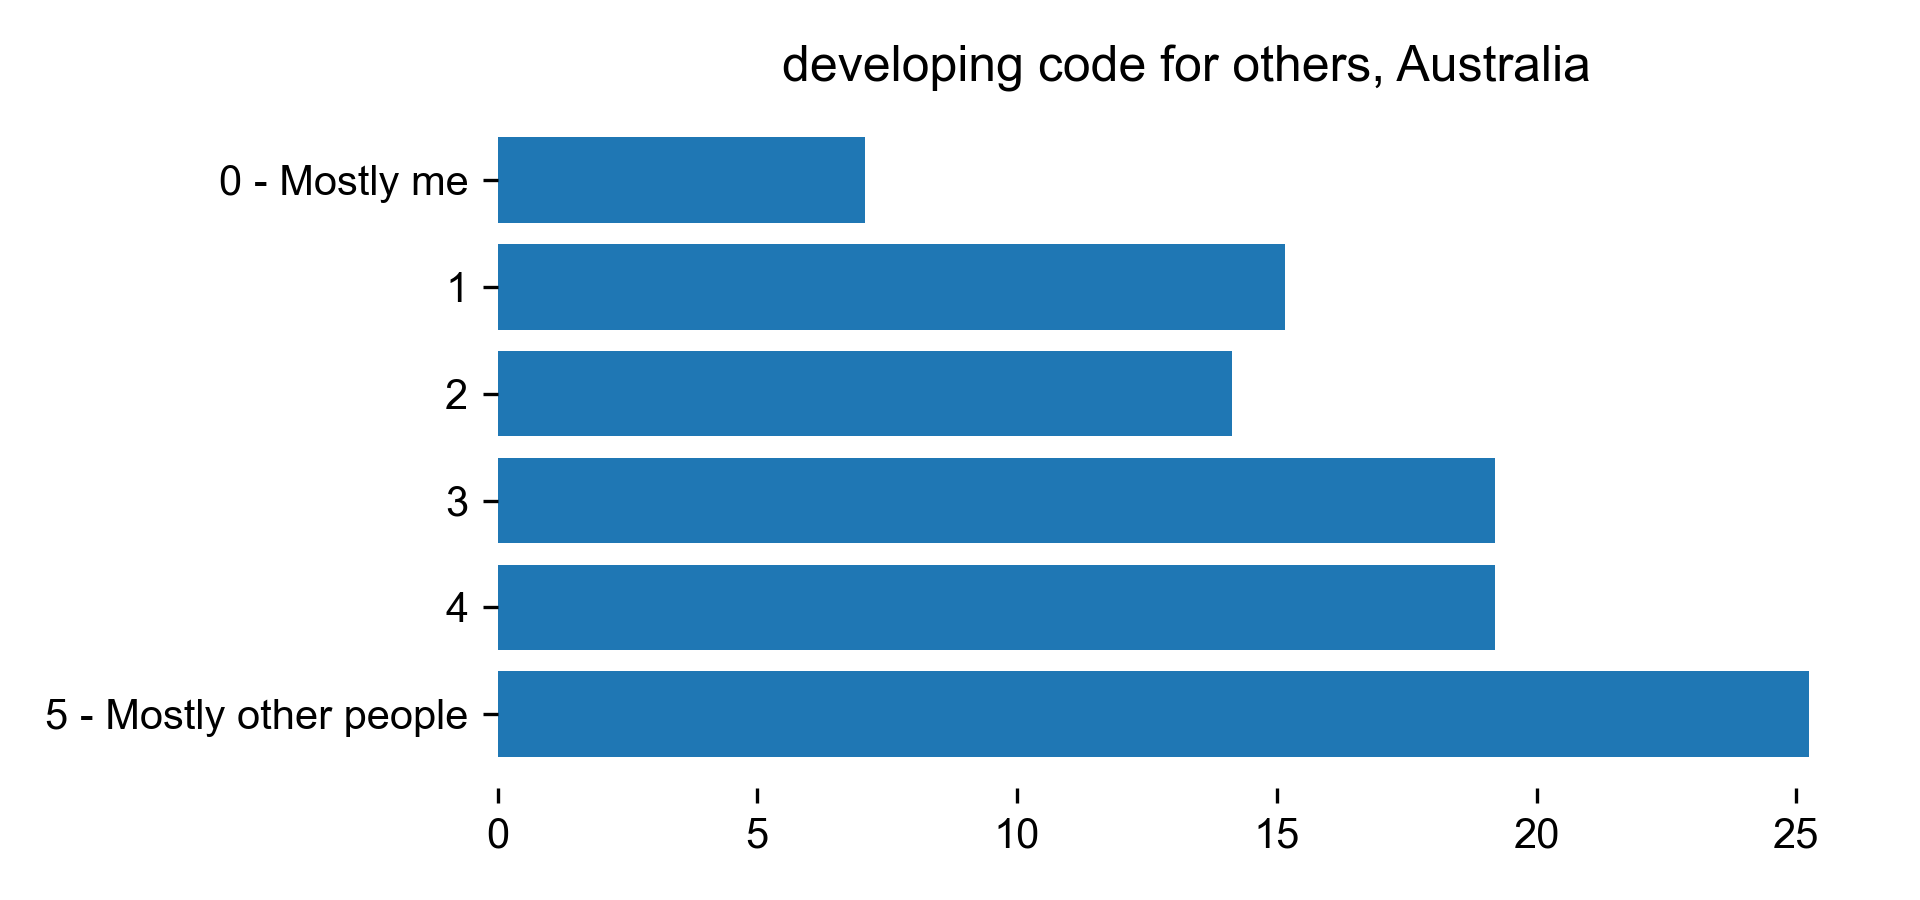 developing code for others, Australia
0 - Mostly me
1
2
3
4
5 - Mostly other people
0 5 10 15 20 25